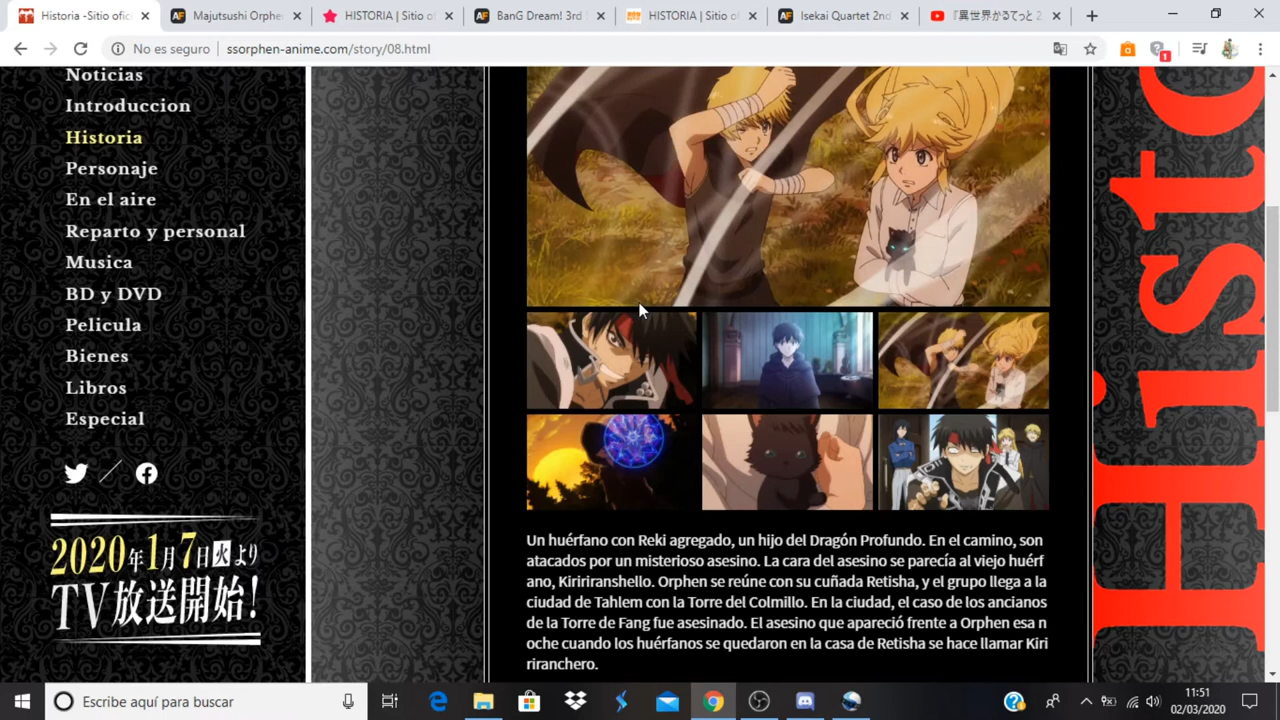 HISTORIA -Sitio of
Majutsushi Orphe
HISTORIA | Sitio of
BanG Dream! 3rd
HISTORIA | Sitio of
Isekai Quartet 2nd
『異世界かるてっと 2
No es seguro
ssorphen-anime.com/story/08.html
1
Noticias
Introduccion
Historia
Personaje
En el aire
Reparto y personal
Musica
BD y DVD
Pelicula
Bienes
Libros
Especial
2020年1月7日火より
TV放送開始!
Un huérfano con Reki agregado, un hijo del Dragón Profundo. En el camino, son
atacados por un misterioso asesino. La cara del asesino se parecía al viejo huérf
ano, Kiririranshello. Orphen se reúne con su cuñada Retisha, y el grupo llega a la
ciudad de Tahlem con la Torre del Colmillo. En la ciudad, el caso de los ancianos
de la Torre de Fang fue asesinado. El asesino que apareció frente a Orphen esa n
oche cuando los huérfanos se quedaron en la casa de Retisha se hace llamar Kiri
riranchero.
Histo
Escribe aquí para buscar
11:51
02/03/2020